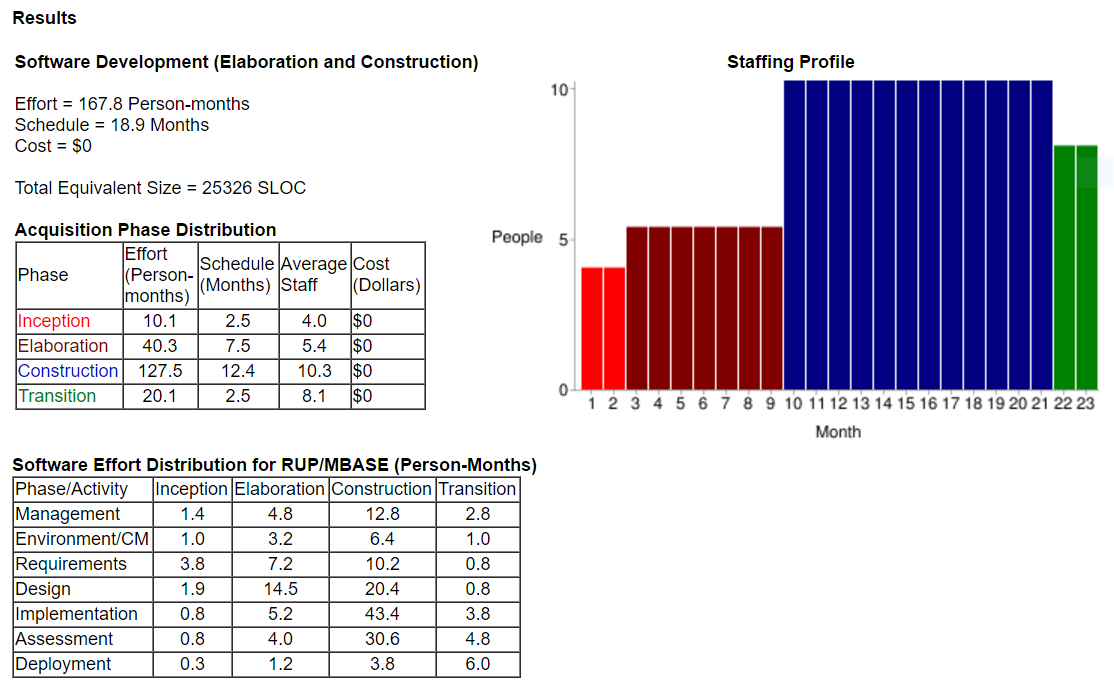 Results
Software Development (Elaboration and Construction)
Effort = 167.8 Person-months
Schedule = 18.9 Months
Cost = $0
Total Equivalent Size = 25326 SLOC
Acquisition Phase Distribution
Phase Effort (Person-months) Schedule (Months) Average Staff Cost (Dollars)
Inception 10.1 2.5 4.0 $0
Elaboration 40.3 7.5 5.4 $0
Construction 127.5 12.4 10.3 $0
Transition 20.1 2.5 8.1 $0
Staffing Profile
10
People 5
0
1 2 3 4 5 6 7 8 9 10 11 12 13 14 15 16 17 18 19 20 21 22 23
Month
Software Effort Distribution for RUP/MBASE (Person-Months)
Phase/Activity Inception Elaboration Construction Transition
Management 1.4 4.8 12.8 2.8
Environment/CM 1.0 3.2 6.4 1.0
Requirements 3.8 7.2 10.2 0.8
Design 1.9 14.5 20.4 0.8
Implementation 0.8 5.2 43.4 3.8
Assessment 0.8 4.0 30.6 4.8
Deployment 0.3 1.2 3.8 6.0